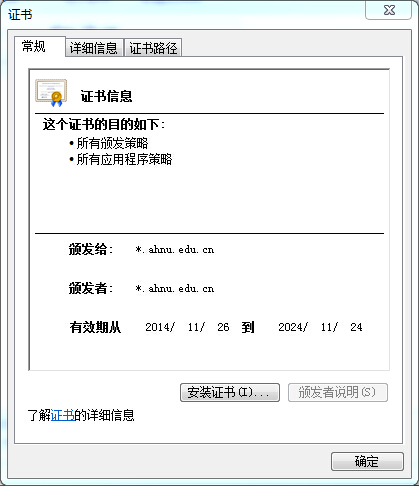 证书
常规 详细信息 证书路径
证书信息
这个证书的目的如下:
• 所有颁发策略
• 所有应用程序策略
颁发给: *.ahnu.edu.cn
颁发者: *.ahnu.edu.cn
有效期从 2014/ 11/ 26 到 2024/ 11/ 24
安装证书(I)... 颁发者说明(S)
了解证书的详细信息
确定